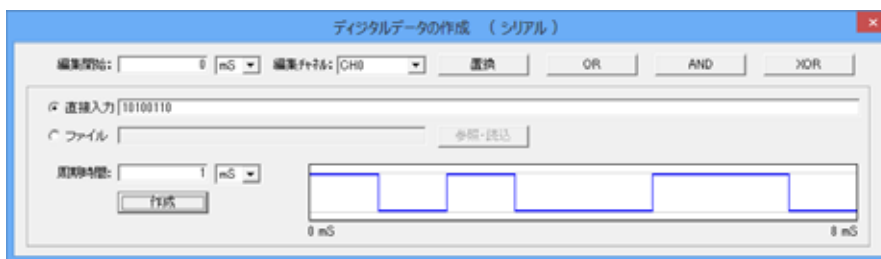 ディジタルデータの作成 （シリアル）
編集開始: 0 mS 編集チャネル: CH0 置換 OR AND XOR
直接入力 10100110
ファイル 参照・読込
周期時間: 1 mS
作成
0 mS 8 mS